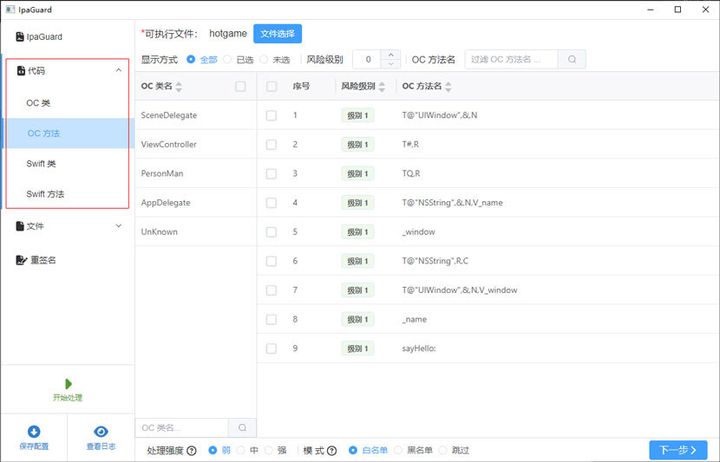 IpaGuard
IpaGuard
代码
OC 类
OC 方法
Swift 类
Swift 方法
文件
重签名
开始处理
保存配置
查看日志
*可执行文件： hotgame 文件选择
显示方式 全部 已选 未选 风险级别 0 OC 方法名 过滤 OC 方法名 ...
OC 类名
SceneDelegate
ViewController
PersonMan
AppDelegate
UnKnown
OC 类名...
序号 风险级别 OC 方法名
1 级别 1 T@"UIWindow",&,N
2 级别 1 T#,R
3 级别 1 TQ,R
4 级别 1 T@"NSString",&,N,V_name
5 级别 1 _window
6 级别 1 T@"NSString",R,C
7 级别 1 T@"UIWindow",&,N,V_window
8 级别 1 _name
9 级别 1 sayHello:
处理强度 弱 中 强 模 式 白名单 黑名单 跳过 下一步